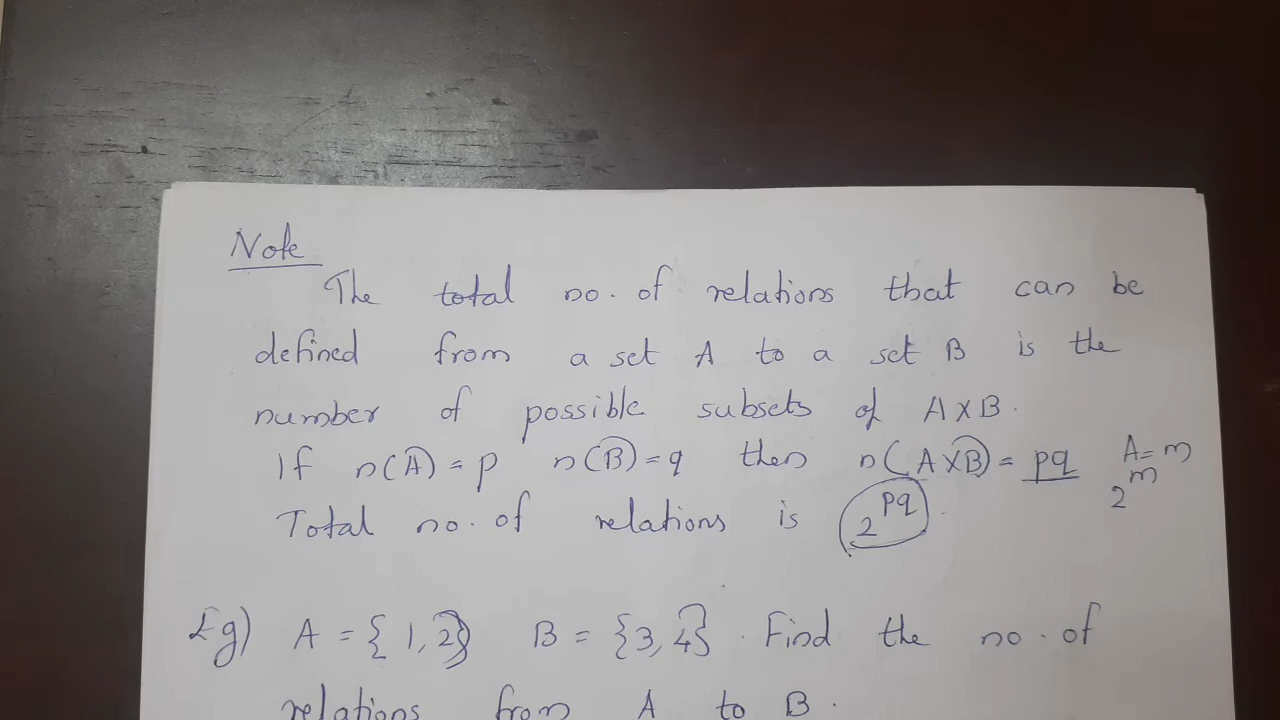 Note
The total no. of relations that can be
defined from a set A to a set B is the
number of possible subsets of A X B.
If n(A) = p n(B) = q then n(A X B) = pq A = m
2^m
Total no. of relations is 2^pq.
Eg) A = {1, 2} B = {3, 4}. Find the no. of
relations from A to B.